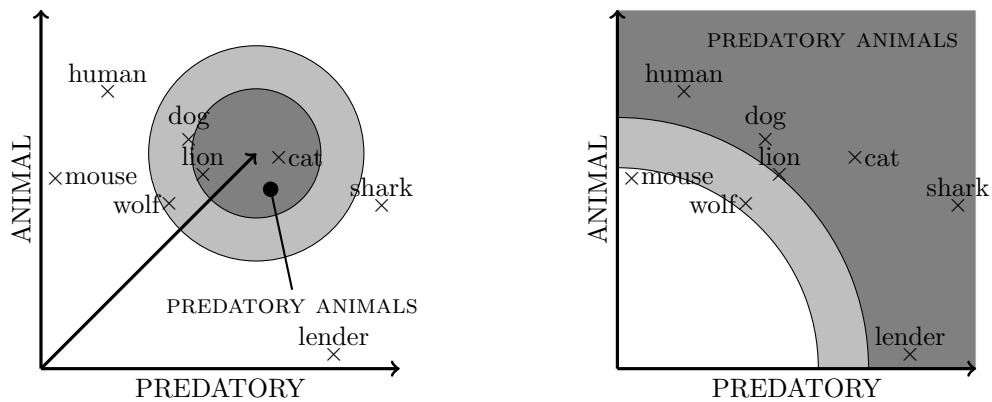 human
dog
lion
cat
mouse
wolf
shark
PREDATORY ANIMALS
lender
ANIMAL
PREDATORY
PREDATORY ANIMALS
human
dog
lion
cat
mouse
wolf
shark
lender
ANIMAL
PREDATORY